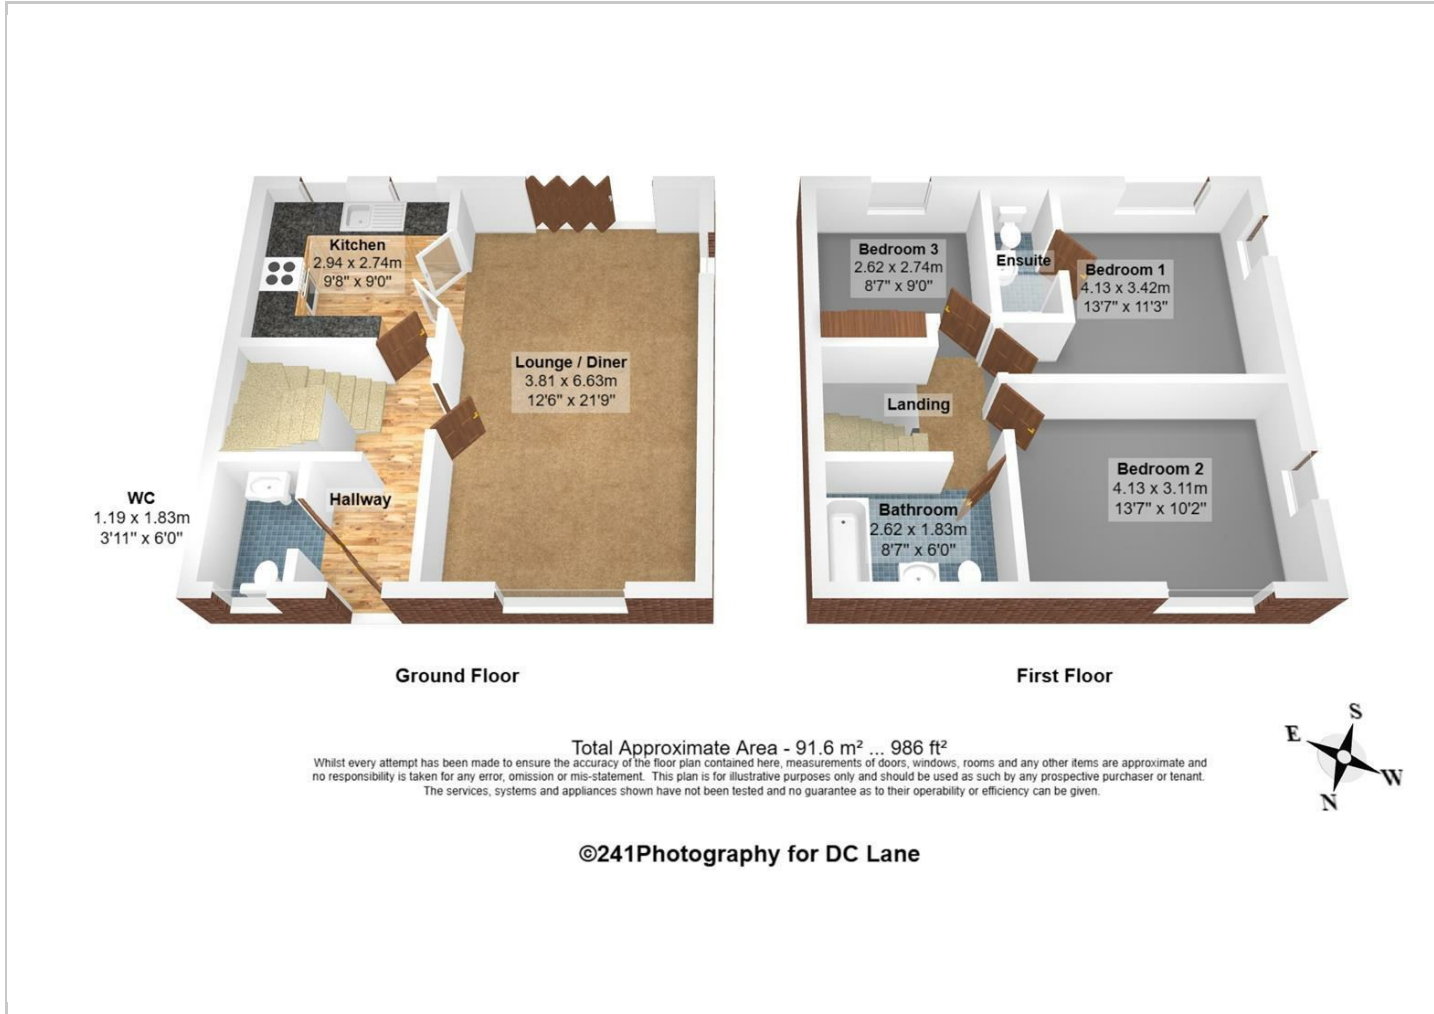 Kitchen
2.94 x 2.74m
9'8" x 9'0"
Lounge / Diner
3.81 x 6.63m
12'6" x 21'9"
WC
1.19 x 1.83m
3'11" x 6'0"
Hallway
Ground Floor
Bedroom 3
2.62 x 2.74m
8'7" x 9'0"
Ensuite
Bedroom 1
4.13 x 3.42m
13'7" x 11'3"
Landing
Bedroom 2
4.13 x 3.11m
13'7" x 10'2"
Bathroom
2.62 x 1.83m
8'7" x 6'0"
First Floor
S
E
W
N
Total Approximate Area - 91.6 m² ... 986 ft²
Whilst every attempt has been made to ensure the accuracy of the floor plan contained here, measurements of doors, windows, rooms and any other items are approximate and
no responsibility is taken for any error, omission or mis-statement. This plan is for illustrative purposes only and should be used as such by any prospective purchaser or tenant.
The services, systems and appliances shown have not been tested and no guarantee as to their operability or efficiency can be given.
©241Photography for DC Lane